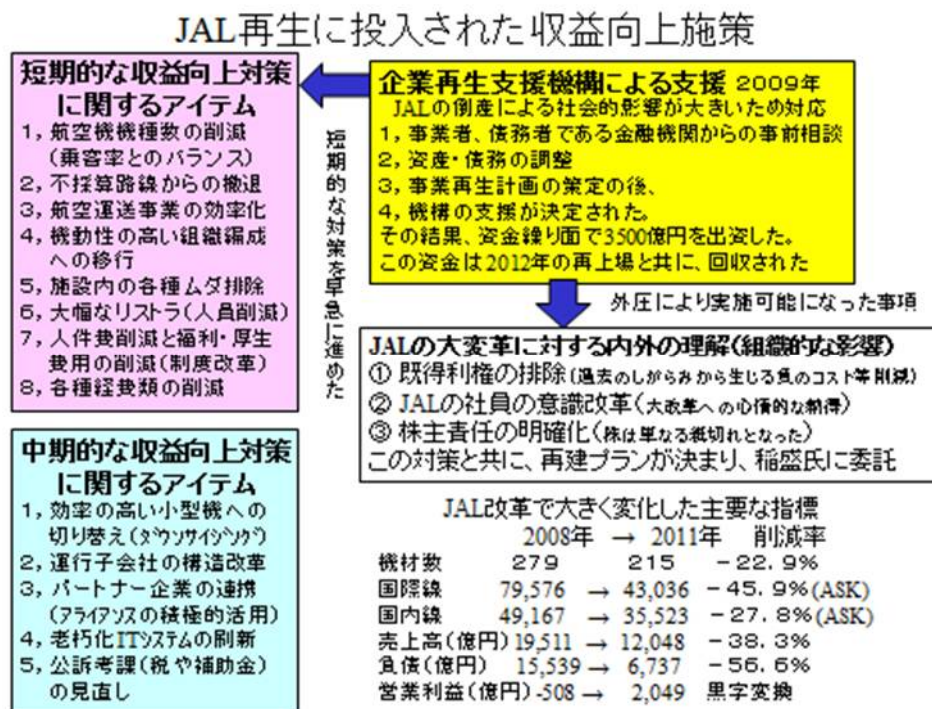 JAL再生に投入された収益向上施策
短期的な収益向上対策
に関するアイテム
1, 航空機機種数の削減
(乗客率とのバランス)
2, 不採算路線からの撤退
3, 航空運送事業の効率化
4, 機動性の高い組織編成
への移行
5, 施設内の各種ムダ排除
6, 大幅なリストラ(人員削減)
7, 人件費削減と福利・厚生
費用の削減(制度改革)
8, 各種経費類の削減
短期的な対策を早急に進めた
企業再生支援機構による支援 2009年
JALの倒産による社会的影響が大きいため対応
1, 事業者、債務者である金融機関からの事前相談
2, 資産・債務の調整
3, 事業再生計画の策定の後、
4, 機構の支援が決定された。
その結果、資金繰り面で3500億円を出資した。
この資金は2012年の再上場と共に、回収された
外圧により実施可能になった事項
JALの大変革に対する内外の理解(組織的な影響)
① 既得利権の排除(過去のしがらみから生じる負のコスト等削減)
② JALの社員の意識改革(大改革への心情的な納得)
③ 株主責任の明確化(株は単なる紙切れとなった)
この対策と共に、再建プランが決まり、稲盛氏に委託
中期的な収益向上対策
に関するアイテム
1, 効率の高い小型機への
切り替え(ダウンサイジング)
2, 運行子会社の構造改革
3, パートナー企業の連携
(アライアンスの積極的活用)
4, 老朽化ITシステムの刷新
5, 公訴考課(税や補助金)
の見直し
JAL改革で大きく変化した主要な指標
2008年 → 2011年 削減率
機材数 279 215 -22.9%
国際線 79,576 → 43,036 -45.9%(ASK)
国内線 49,167 → 35,523 -27.8%(ASK)
売上高(億円) 19,511 → 12,048 -38.3%
負債(億円) 15,539 → 6,737 -56.6%
営業利益(億円) -508 → 2,049 黒字変換